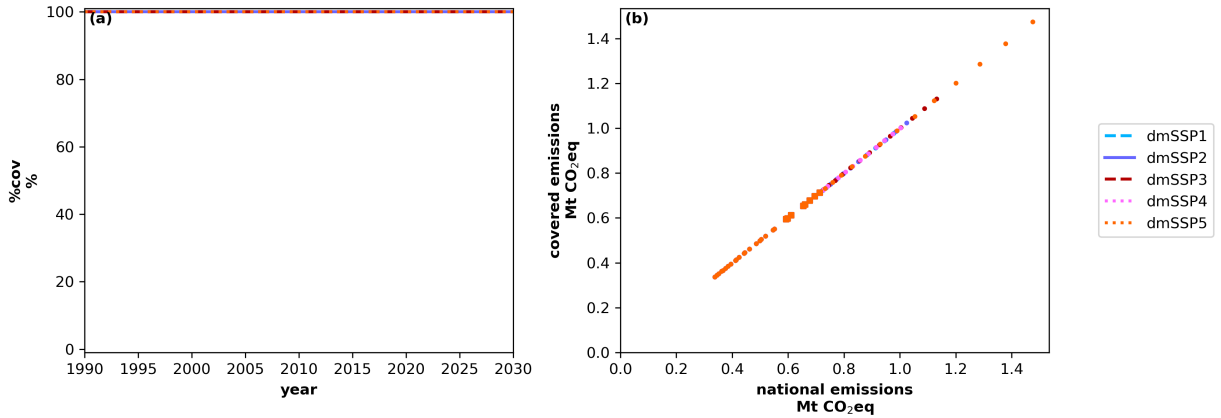 (a)
100
80
60
40
20
0
%cov
%
1990 1995 2000 2005 2010 2015 2020 2025 2030
year
(b)
1.4
1.2
1.0
0.8
0.6
0.4
0.2
0.0
covered emissions
Mt CO₂eq
0.0 0.2 0.4 0.6 0.8 1.0 1.2 1.4
national emissions
Mt CO₂eq
dmSSP1
dmSSP2
dmSSP3
dmSSP4
dmSSP5